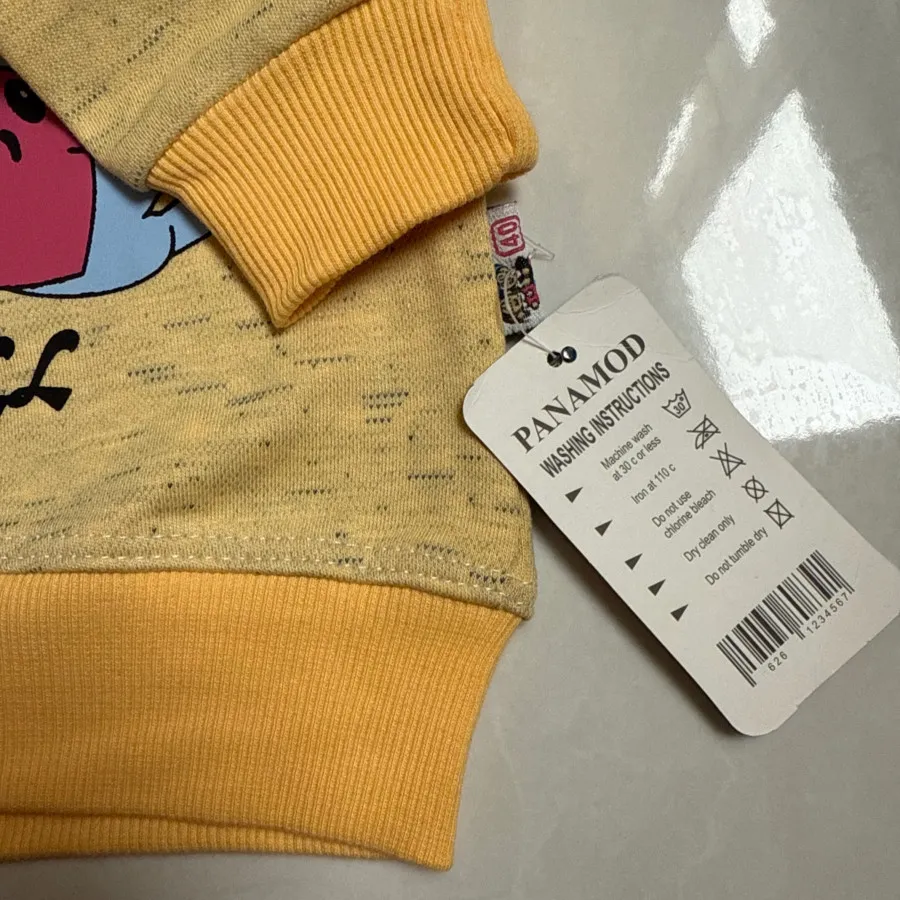 40
PANAMOD
WASHING INSTRUCTIONS
30
Machine wash
at 30 c or less
Iron at 110 c
Do not use
chlorine bleach
Dry clean only
Do not tumble dry
626 1234567